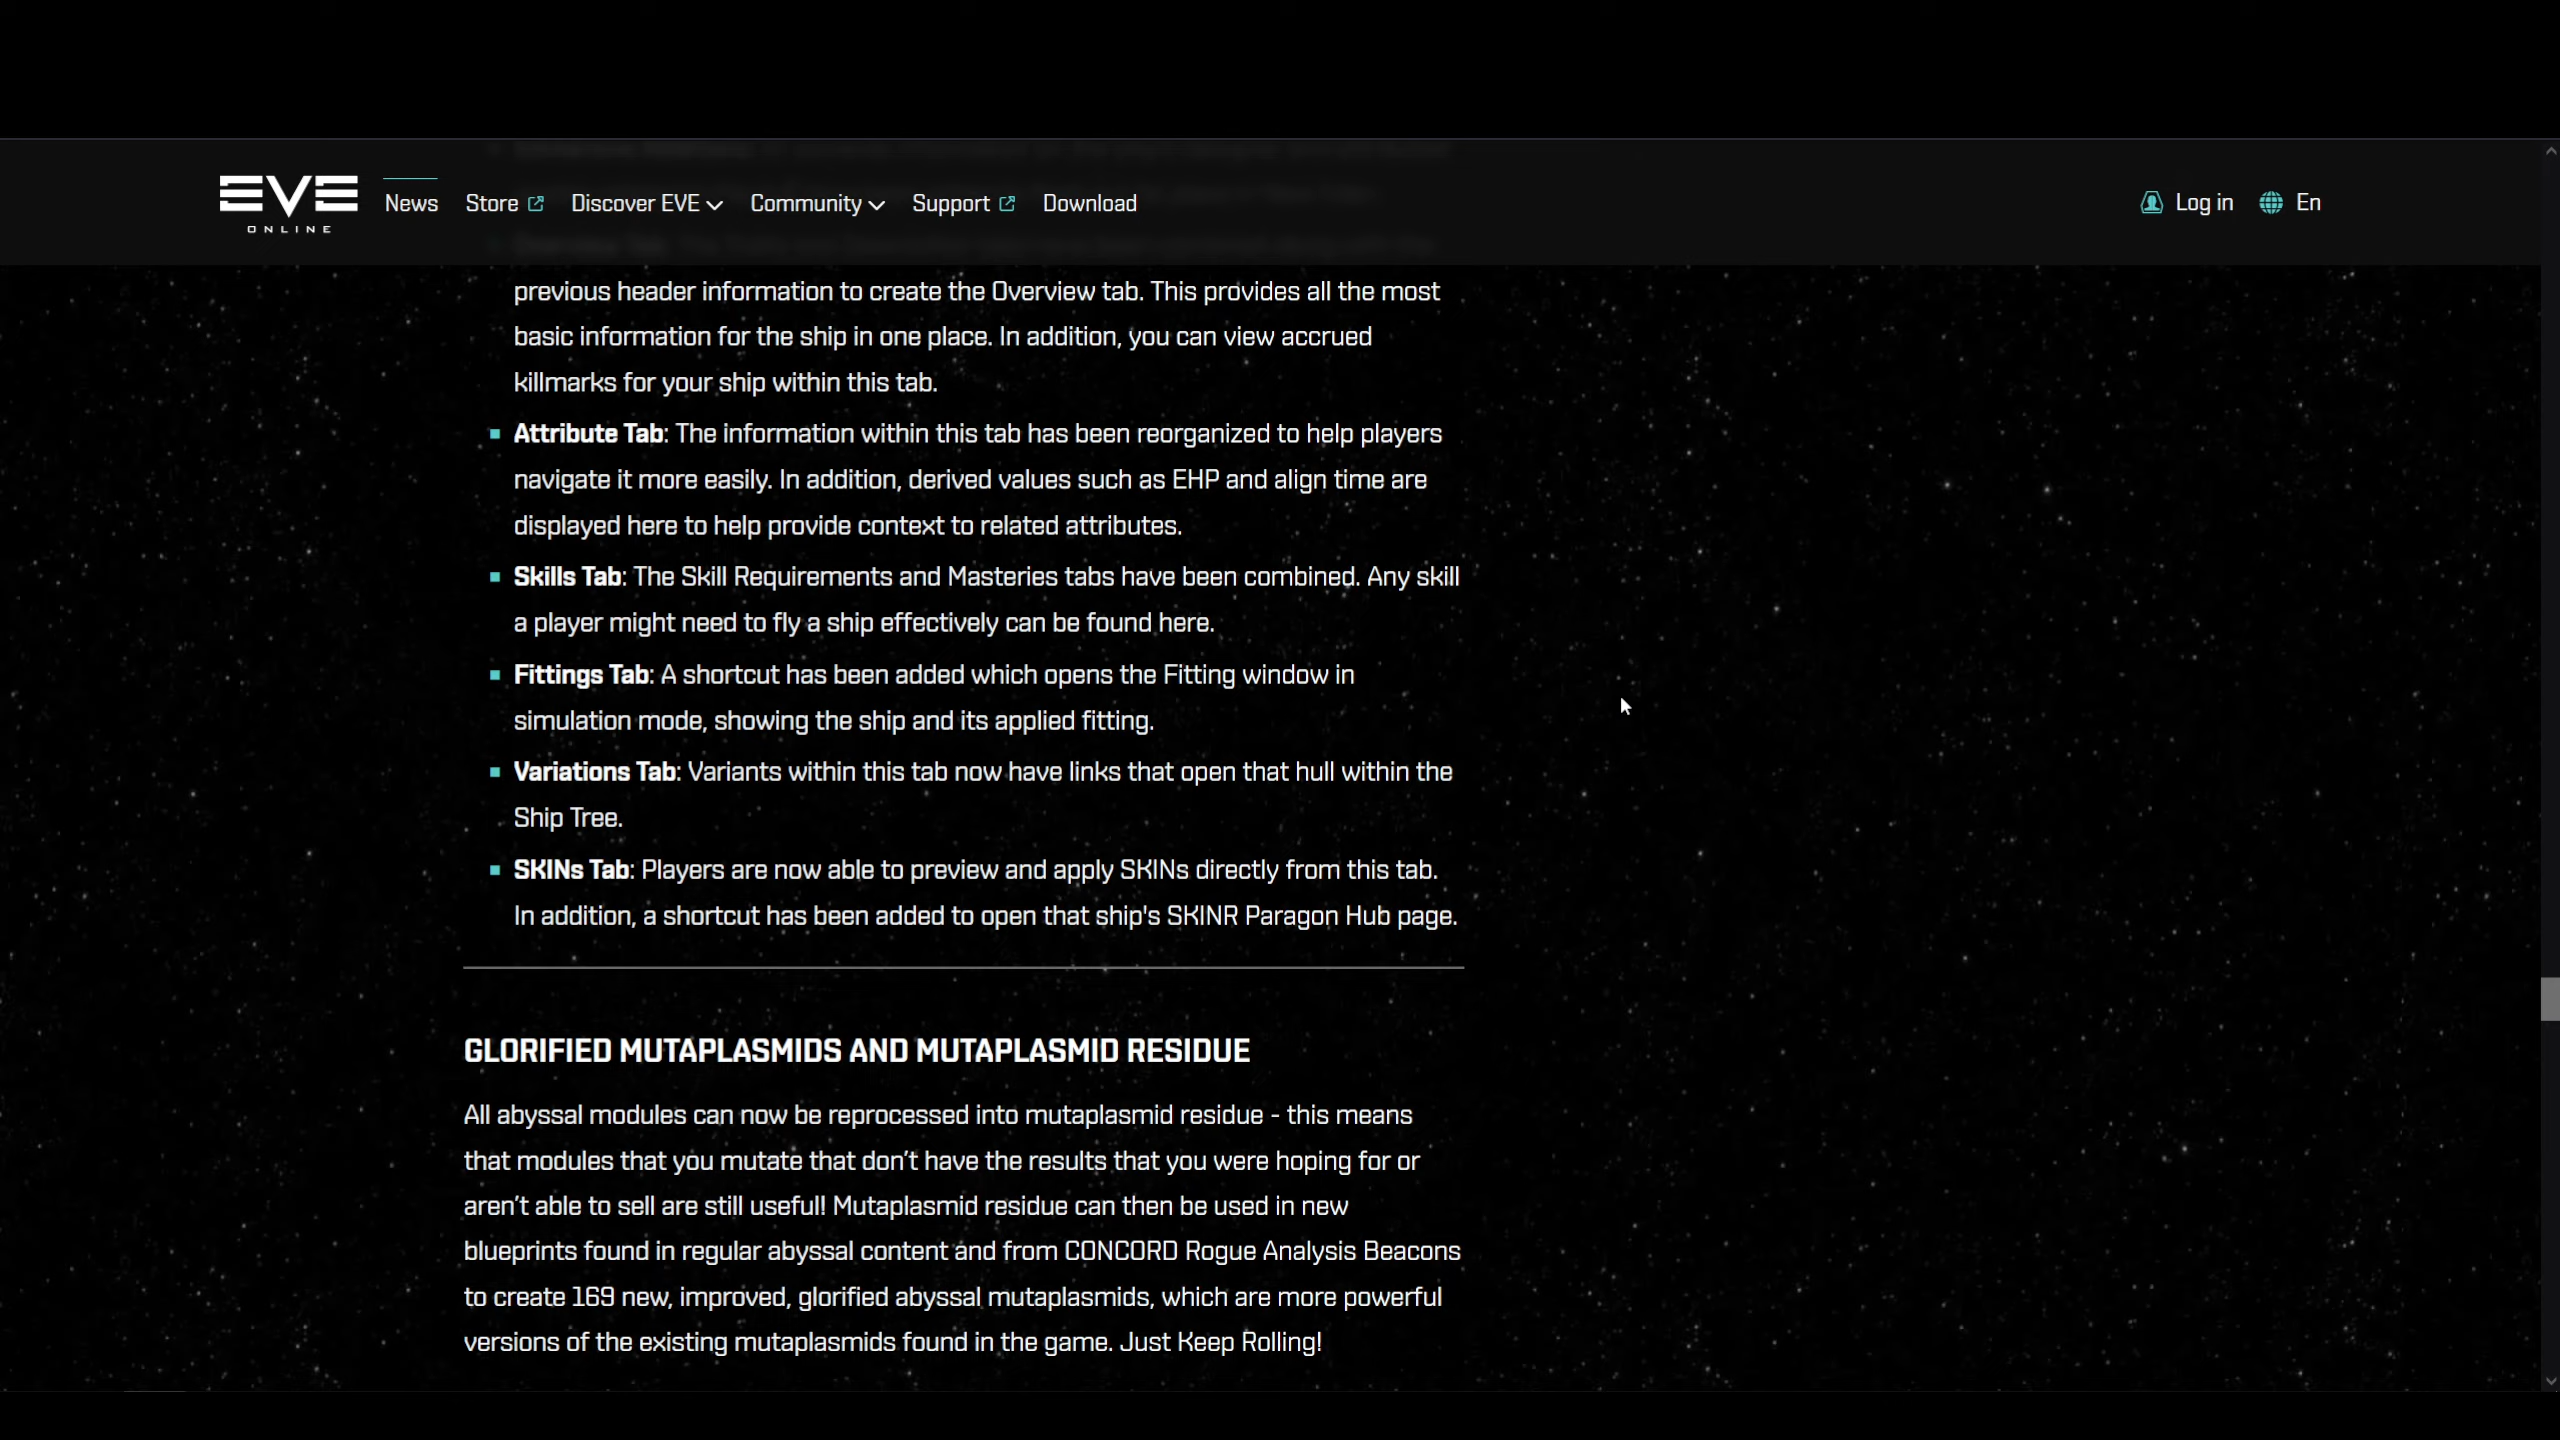 EVE
ONLINE
News Store Discover EVE Community Support Download Log in En
previous header information to create the Overview tab. This provides all the most
basic information for the ship in one place. In addition, you can view accrued
killmarks for your ship within this tab.
Attribute Tab: The information within this tab has been reorganized to help players
navigate it more easily. In addition, derived values such as EHP and align time are
displayed here to help provide context to related attributes.
Skills Tab: The Skill Requirements and Masteries tabs have been combined. Any skill
a player might need to fly a ship effectively can be found here.
Fittings Tab: A shortcut has been added which opens the Fitting window in
simulation mode, showing the ship and its applied fitting.
Variations Tab: Variants within this tab now have links that open that hull within the
Ship Tree.
SKINs Tab: Players are now able to preview and apply SKINs directly from this tab.
In addition, a shortcut has been added to open that ship's SKINR Paragon Hub page.
GLORIFIED MUTAPLASMIDS AND MUTAPLASMID RESIDUE
All abyssal modules can now be reprocessed into mutaplasmid residue - this means
that modules that you mutate that don’t have the results that you were hoping for or
aren’t able to sell are still useful! Mutaplasmid residue can then be used in new
blueprints found in regular abyssal content and from CONCORD Rogue Analysis Beacons
to create 169 new, improved, glorified abyssal mutaplasmids, which are more powerful
versions of the existing mutaplasmids found in the game. Just Keep Rolling!